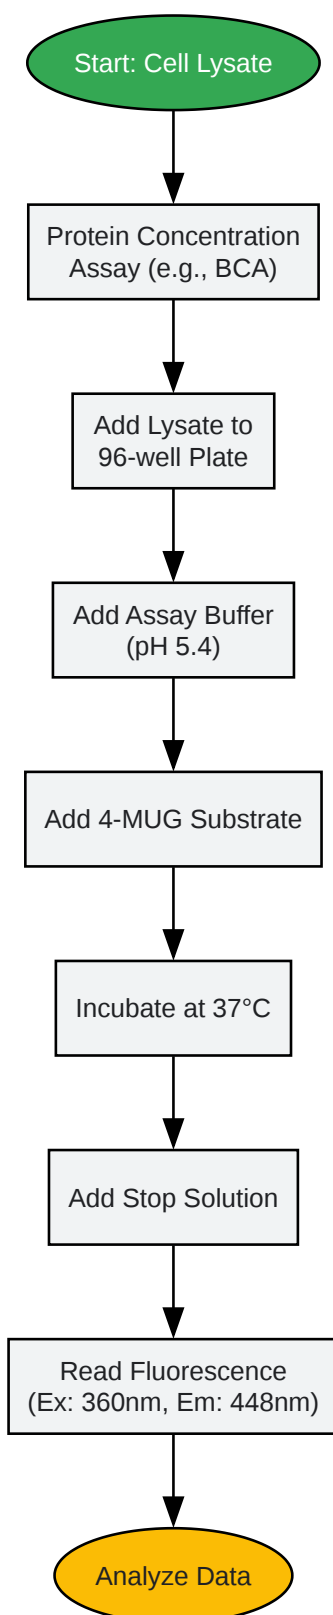 Start: Cell Lysate
Protein Concentration
Assay (e.g., BCA)
Add Lysate to
96-well Plate
Add Assay Buffer
(pH 5.4)
Add 4-MUG Substrate
Incubate at 37°C
Add Stop Solution
Read Fluorescence
(Ex: 360nm, Em: 448nm)
Analyze Data